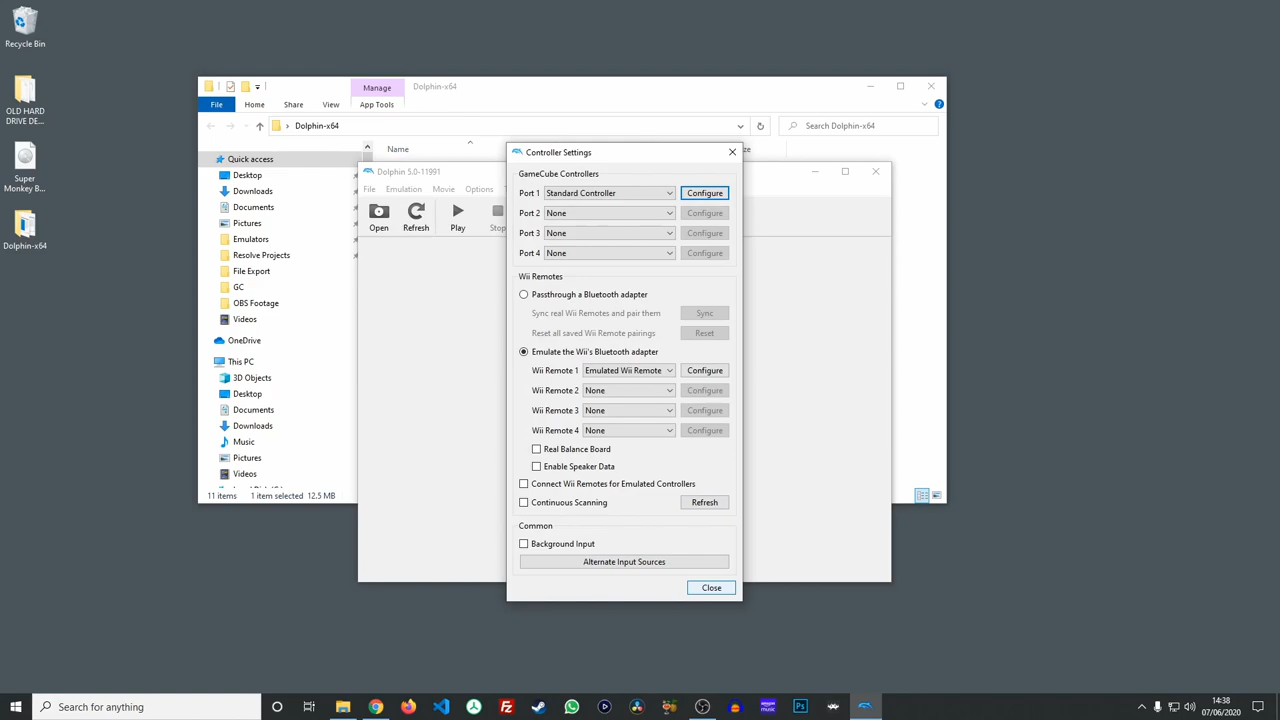 Recycle Bin
OLD HARD
DRIVE DE...
Super
Monkey B...
Dolphin-x64
Manage
Dolphin-x64
File
Home
Share
View
App Tools
Dolphin-x64
Search Dolphin-x64
Name
ze
Quick access
Desktop
Downloads
Documents
Pictures
Emulators
Resolve Projects
File Export
GC
OBS Footage
Videos
OneDrive
This PC
3D Objects
Desktop
Documents
Downloads
Music
Pictures
Videos
11 items
1 item selected 12.5 MB
Dolphin 5.0-11991
File
Emulation
Movie
Options
Open
Refresh
Play
Stop
Controller Settings
GameCube Controllers
Port 1 Standard Controller Configure
Port 2 None Configure
Port 3 None Configure
Port 4 None Configure
Wii Remotes
Passthrough a Bluetooth adapter
Sync real Wii Remotes and pair them Sync
Reset all saved Wii Remote pairings Reset
Emulate the Wii's Bluetooth adapter
Wii Remote 1 Emulated Wii Remote Configure
Wii Remote 2 None Configure
Wii Remote 3 None Configure
Wii Remote 4 None Configure
Real Balance Board
Enable Speaker Data
Connect Wii Remotes for Emulated Controllers
Continuous Scanning Refresh
Common
Background Input
Alternate Input Sources
Close
Search for anything
14:38
07/06/2020